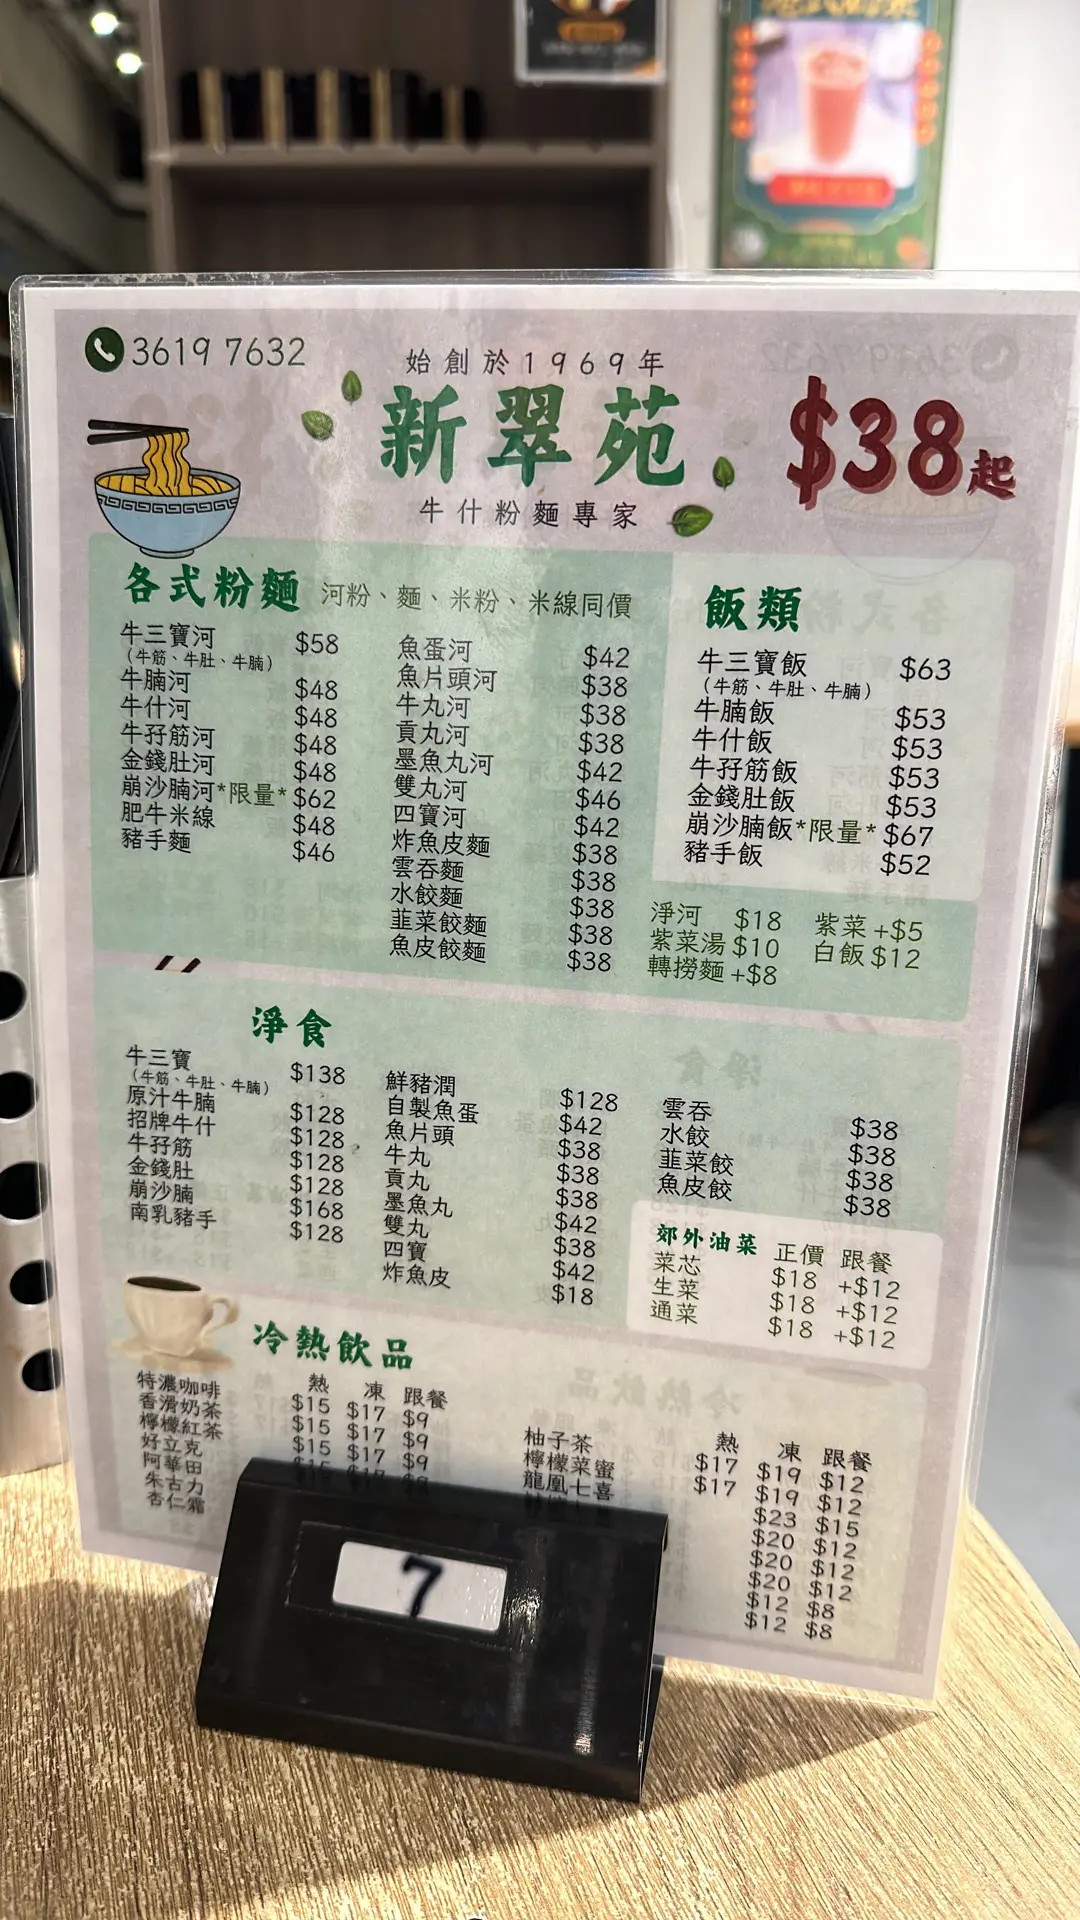 3619 7632
始創於1969年
新翠苑
牛什粉麵專家
$38起
各式粉麵 河粉、麵、米粉、米線同價
牛三寶河 $58
(牛筋、牛肚、牛腩)
牛腩河 $48
牛什河 $48
牛孖筋河 $48
金錢肚河 $48
崩沙腩河*限量* $62
肥牛米線 $48
豬手麵 $46
魚蛋河 $42
魚片頭河 $38
牛丸河 $38
貢丸河 $38
墨魚丸河 $42
雙丸河 $46
四寶河 $42
炸魚皮麵 $38
雲吞麵 $38
水餃麵 $38
韮菜餃麵 $38
魚皮餃麵 $38
飯類
牛三寶飯 $63
(牛筋、牛肚、牛腩)
牛腩飯 $53
牛什飯 $53
牛孖筋飯 $53
金錢肚飯 $53
崩沙腩飯*限量* $67
豬手飯 $52
淨河 $18 紫菜 +$5
紫菜湯 $10 白飯 $12
轉撈麵 +$8
淨食
牛三寶 $138
(牛筋、牛肚、牛腩)
原汁牛腩 $128
招牌牛什 $128
牛孖筋 $128
金錢肚 $128
崩沙腩 $168
南乳豬手 $128
鮮豬潤 $128
自製魚蛋 $42
魚片頭 $38
牛丸 $38
貢丸 $38
墨魚丸 $42
雙丸 $38
四寶 $42
炸魚皮 $18
雲吞 $38
水餃 $38
韮菜餃 $38
魚皮餃 $38
郊外油菜 正價 跟餐
菜芯 $18 +$12
生菜 $18 +$12
通菜 $18 +$12
冷熱飲品
熱 凍 跟餐
特濃咖啡 $15 $17 $9
香滑奶茶 $15 $17 $9
檸檬紅茶 $15 $17 $9
好立克
阿華田
朱古力
杏仁霜
熱 凍 跟餐
柚子茶 $17 $19 $12
檸檬菜蜜 $17 $19 $12
龍凰七喜 $23 $15
$20 $12
$20 $12
$20 $12
$12 $8
$12 $8
7